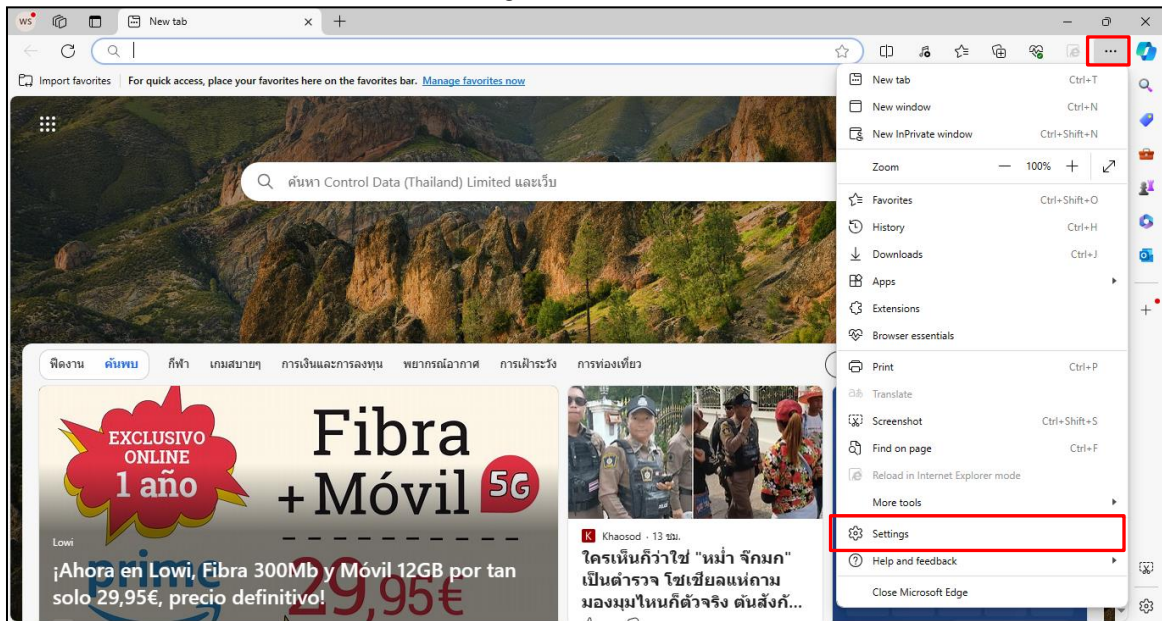 WS
New tab
Import favorites
For quick access, place your favorites here on the favorites bar. Manage favorites now
ค้นหา Control Data (Thailand) Limited และเว็บ
New tab Ctrl+T
New window Ctrl+N
New InPrivate window Ctrl+Shift+N
Zoom 100%
Favorites Ctrl+Shift+O
History Ctrl+H
Downloads Ctrl+J
Apps
Extensions
Browser essentials
Print Ctrl+P
Translate
Screenshot Ctrl+Shift+S
Find on page Ctrl+F
Reload in Internet Explorer mode
More tools
Settings
Help and feedback
Close Microsoft Edge
ฟีดงาน ค้นพบ กีฬา เกมสบายๆ การเงินและการลงทุน พยากรณ์อากาศ การเฝ้าระวัง การท่องเที่ยว
EXCLUSIVO
ONLINE
1 año
Fibra
+Móvil 5G
prime
29,95€
Lowi
¡Ahora en Lowi, Fibra 300Mb y Móvil 12GB por tan
solo 29,95€, precio definitivo!
K Khaosod · 13 ชม.
ใครเห็นก็ว่าใช่ "หม่ำ จ๊กมก"
เป็นตำรวจ โซเชียลแห่ถาม
มองมุมไหนก็ตัวจริง ต้นสังกั...